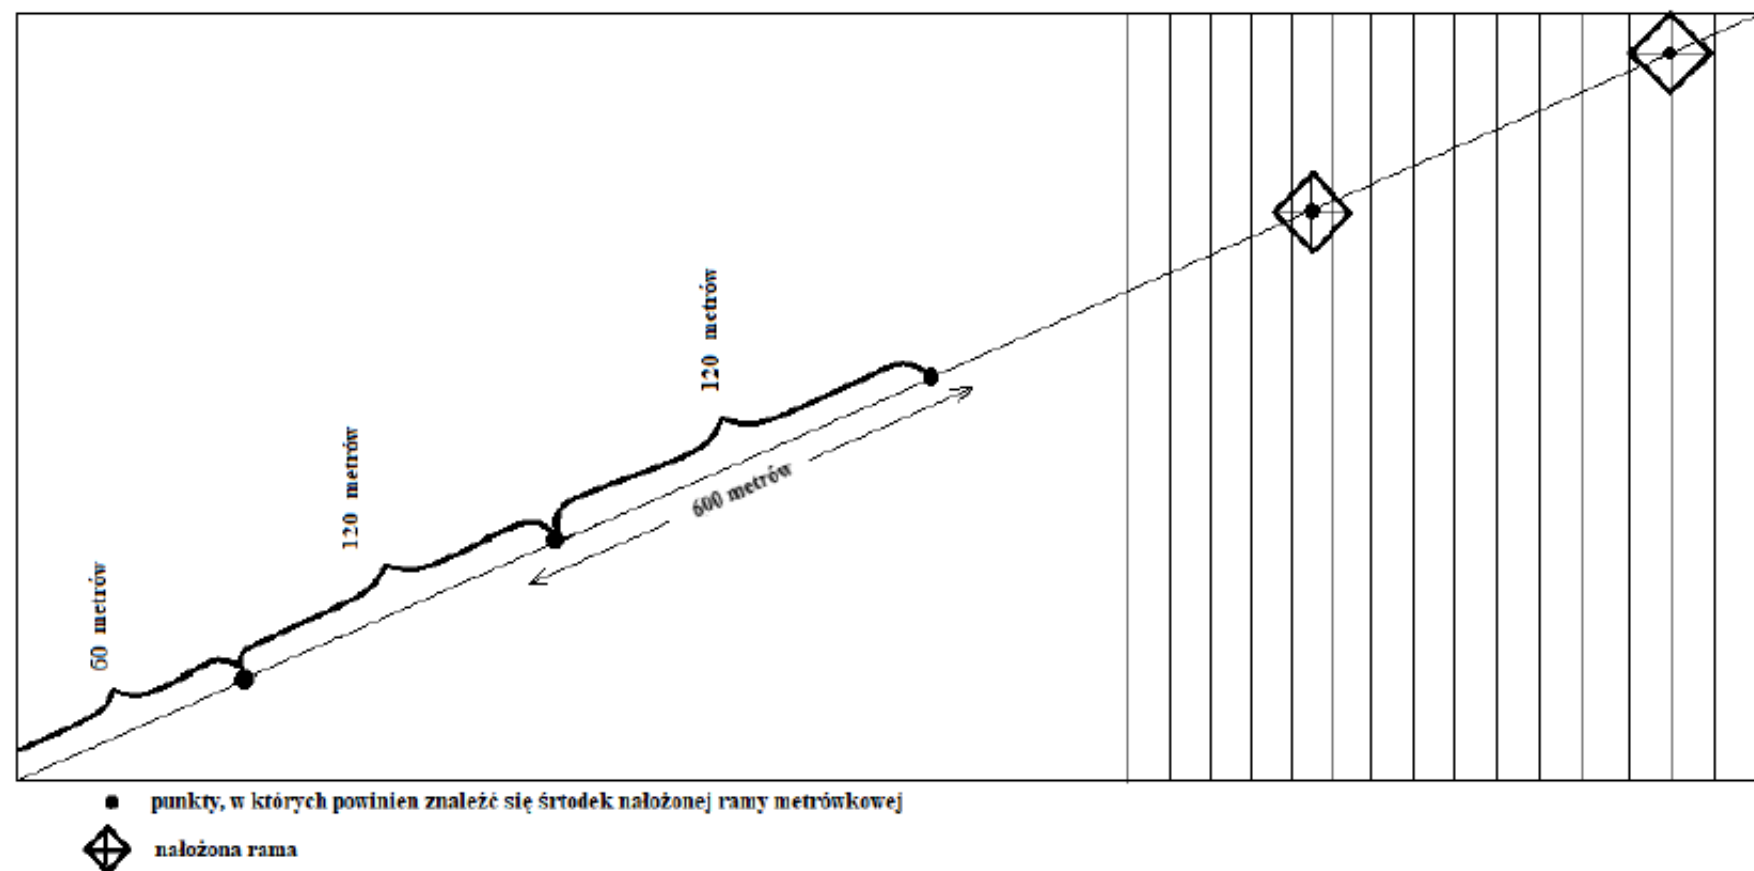 60 metrów
120 metrów
120 metrów
600 metrów
punkty, w których powinien znaleźć się śrtodek nałożonej ramy metrówkowej
nałożona rama